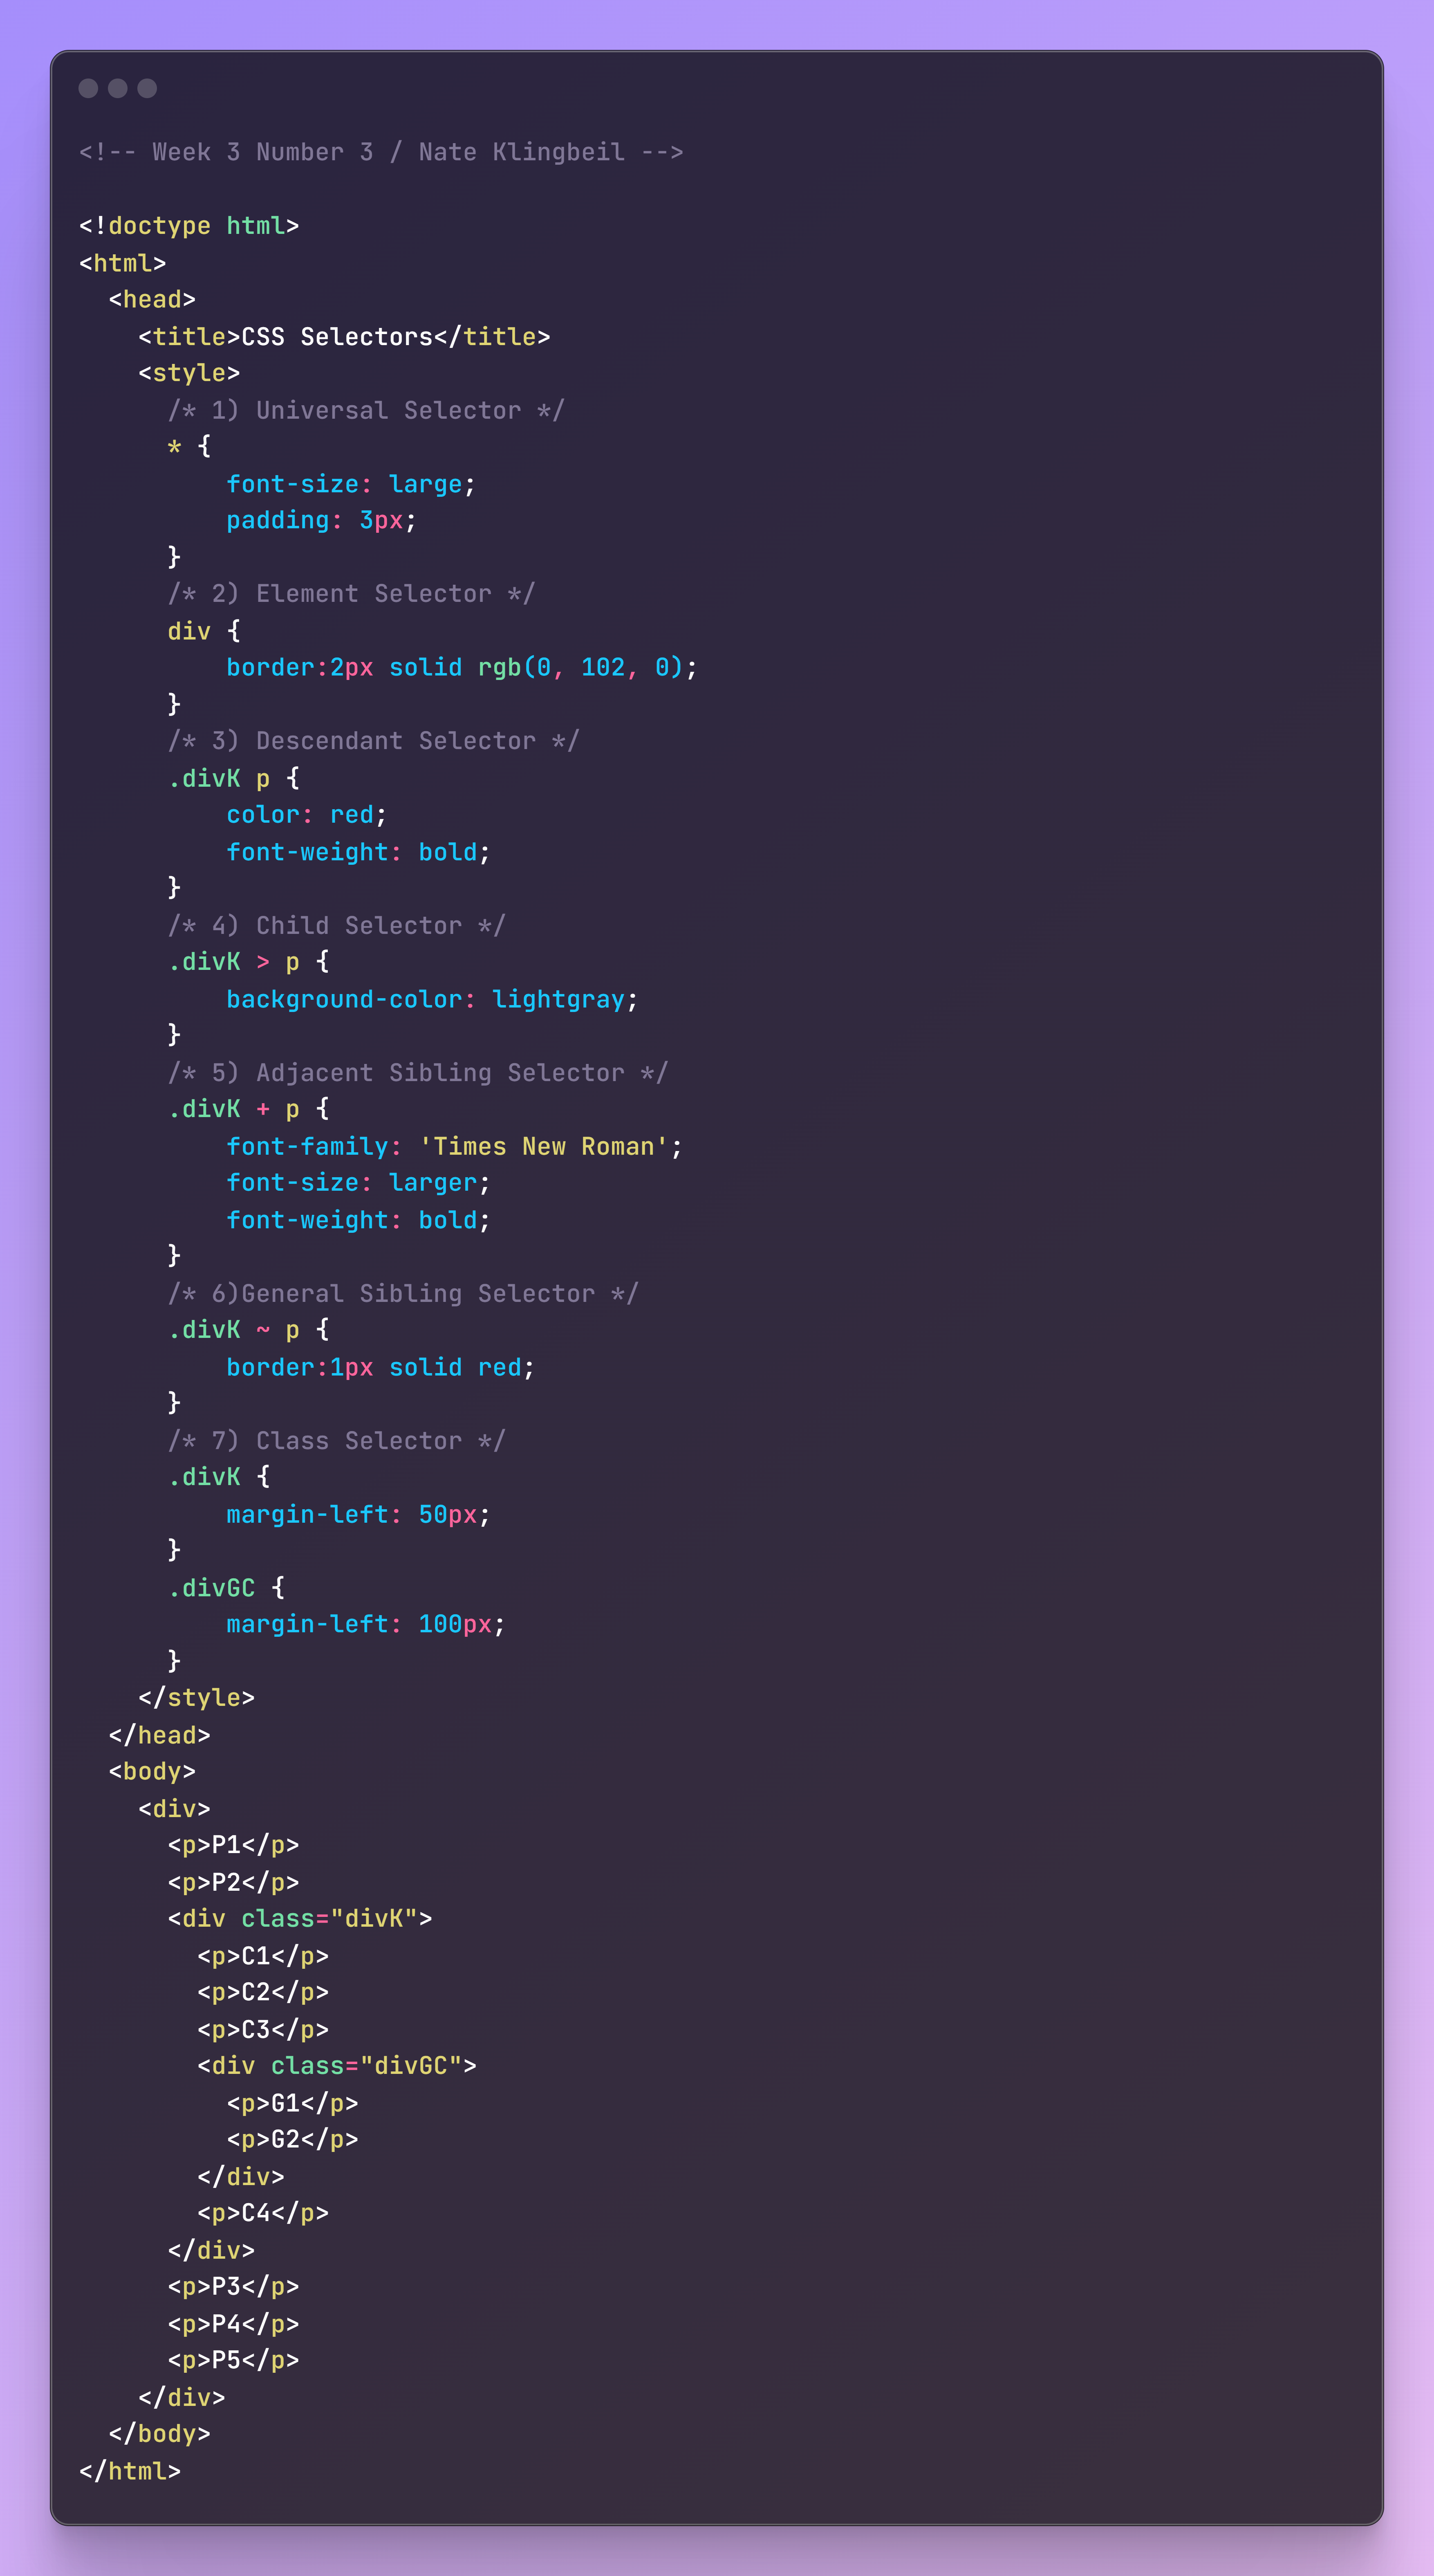 <!-- Week 3 Number 3 / Nate Klingbeil -->

<!doctype html>
<html>
  <head>
    <title>CSS Selectors</title>
    <style>
      /* 1) Universal Selector */
      * {
          font-size: large;
          padding: 3px;
      }
      /* 2) Element Selector */
      div {
          border:2px solid rgb(0, 102, 0);
      }
      /* 3) Descendant Selector */
      .divK p {
          color: red;
          font-weight: bold;
      }
      /* 4) Child Selector */
      .divK > p {
          background-color: lightgray;
      }
      /* 5) Adjacent Sibling Selector */
      .divK + p {
          font-family: 'Times New Roman';
          font-size: larger;
          font-weight: bold;
      }
      /* 6)General Sibling Selector */
      .divK ~ p {
          border:1px solid red;
      }
      /* 7) Class Selector */
      .divK {
          margin-left: 50px;
      }
      .divGC {
          margin-left: 100px;
      }
    </style>
  </head>
  <body>
    <div>
      <p>P1</p>
      <p>P2</p>
      <div class="divK">
        <p>C1</p>
        <p>C2</p>
        <p>C3</p>
        <div class="divGC">
          <p>G1</p>
          <p>G2</p>
        </div>
        <p>C4</p>
      </div>
      <p>P3</p>
      <p>P4</p>
      <p>P5</p>
    </div>
  </body>
</html>